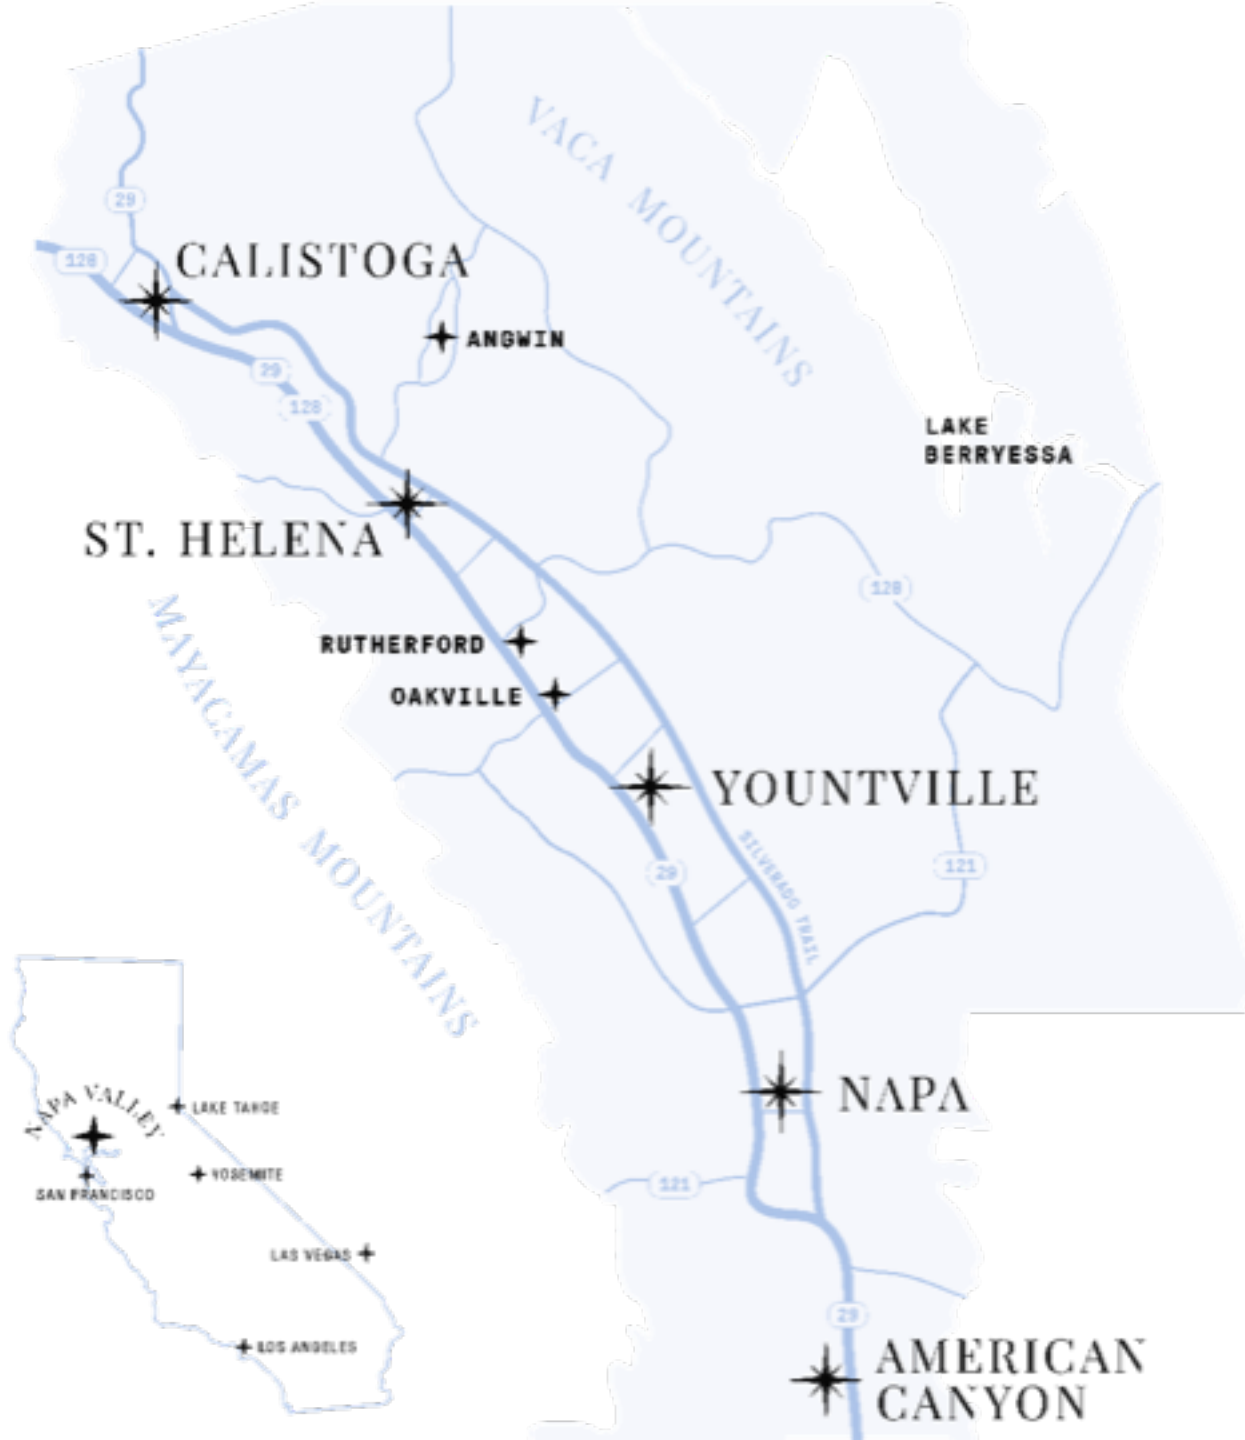 VACA MOUNTAINS
29
128
CALISTOGA
ANGWIN
29
128
LAKE
BERRYESSA
ST. HELENA
128
MAYACAMAS MOUNTAINS
RUTHERFORD
OAKVILLE
YOUNTVILLE
SILVERADO TRAIL
29
121
NAPA
121
29
AMERICAN
CANYON
NAPA VALLEY
LAKE TAHOE
YOSEMITE
SAN FRANCISCO
LAS VEGAS
LOS ANGELES